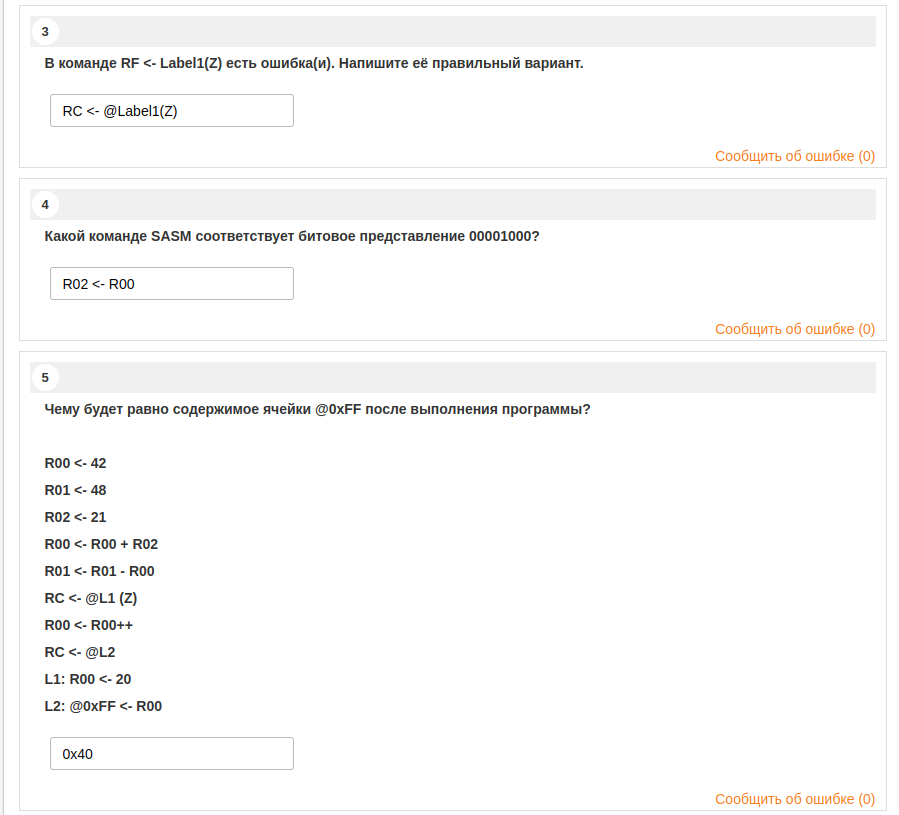 3
В команде RF <- Label1(Z) есть ошибка(и). Напишите её правильный вариант.
RC <- @Label1(Z)
Сообщить об ошибке (0)
4
Какой команде SASM соответствует битовое представление 00001000?
R02 <- R00
Сообщить об ошибке (0)
5
Чему будет равно содержимое ячейки @0xFF после выполнения программы?
R00 <- 42
R01 <- 48
R02 <- 21
R00 <- R00 + R02
R01 <- R01 - R00
RC <- @L1 (Z)
R00 <- R00++
RC <- @L2
L1: R00 <- 20
L2: @0xFF <- R00
0x40
Сообщить об ошибке (0)